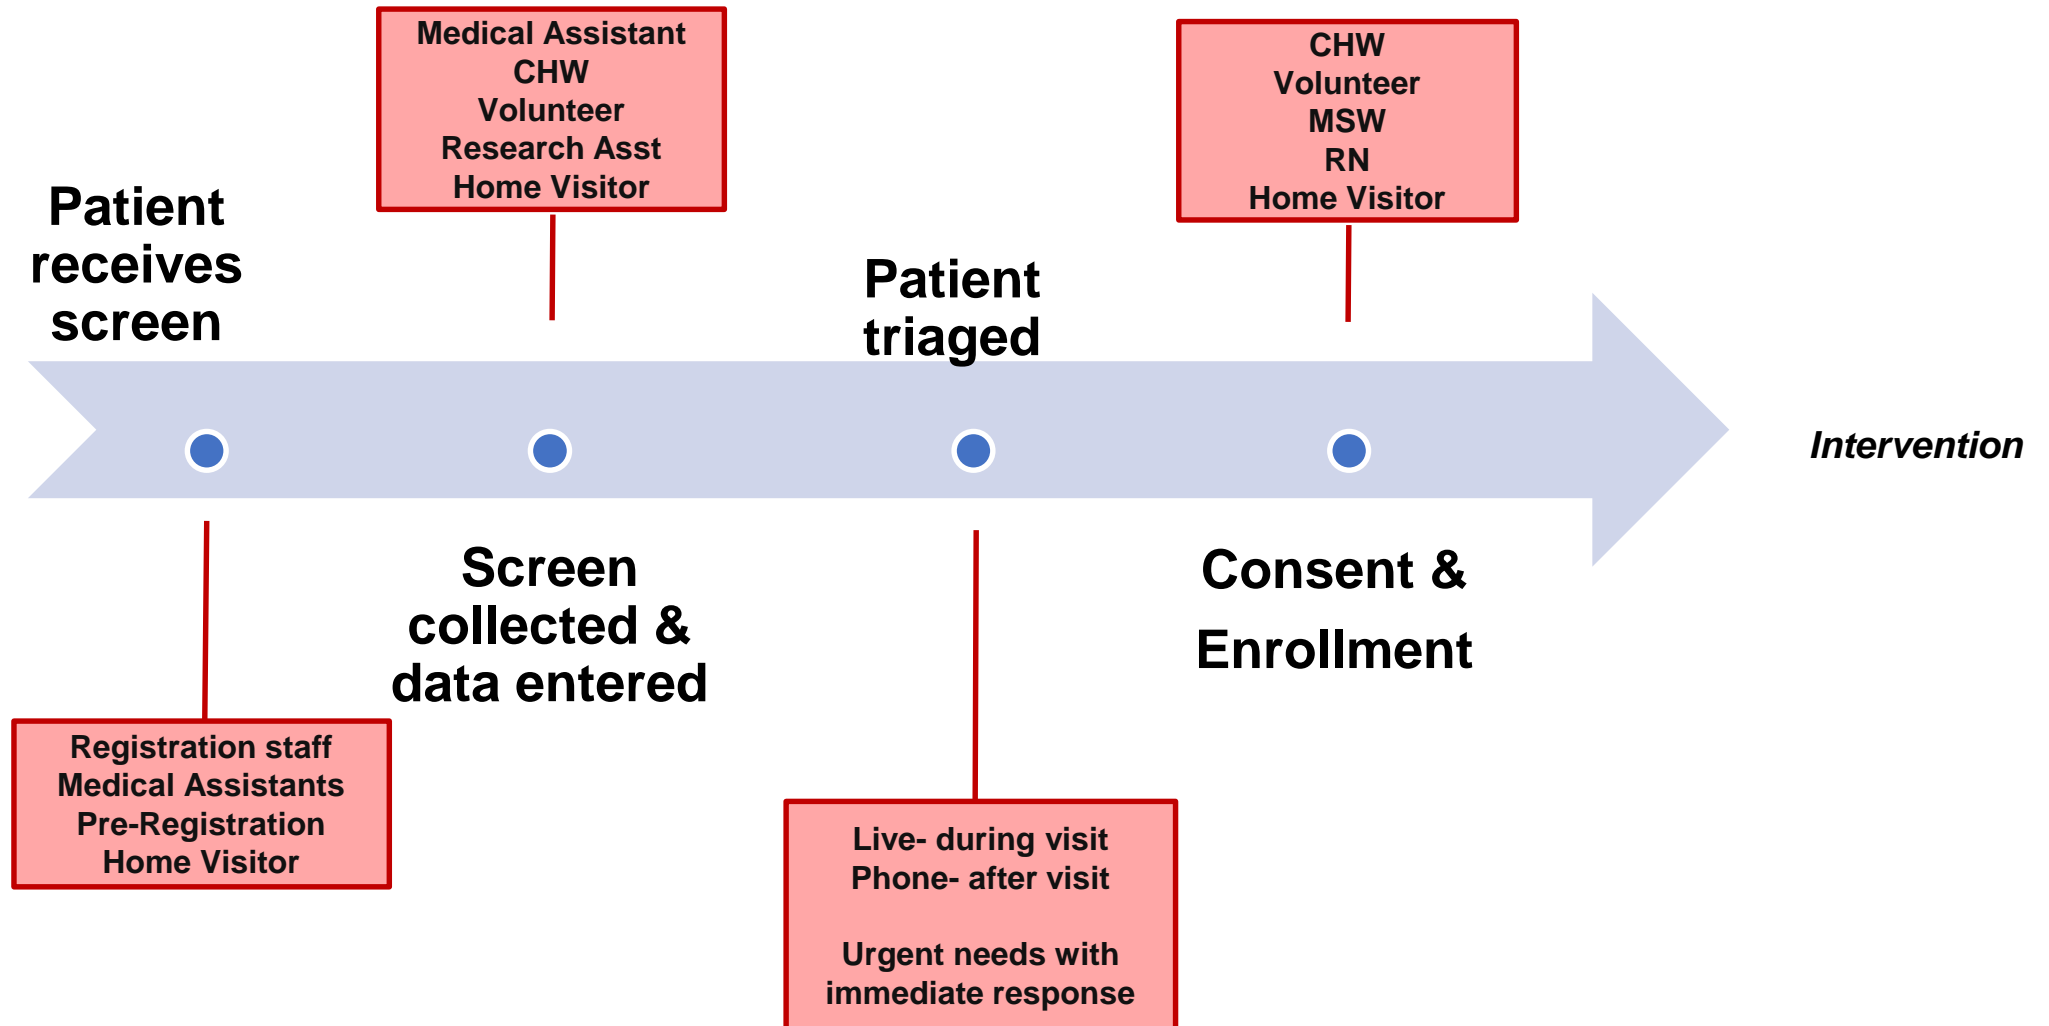 Patient
receives
screen
Medical Assistant
CHW
Volunteer
Research Asst
Home Visitor
Patient
triaged
CHW
Volunteer
MSW
RN
Home Visitor
Intervention
Registration staff
Medical Assistants
Pre-Registration
Home Visitor
Screen
collected &
data entered
Live- during visit
Phone- after visit
Urgent needs with
immediate response
Consent &
Enrollment